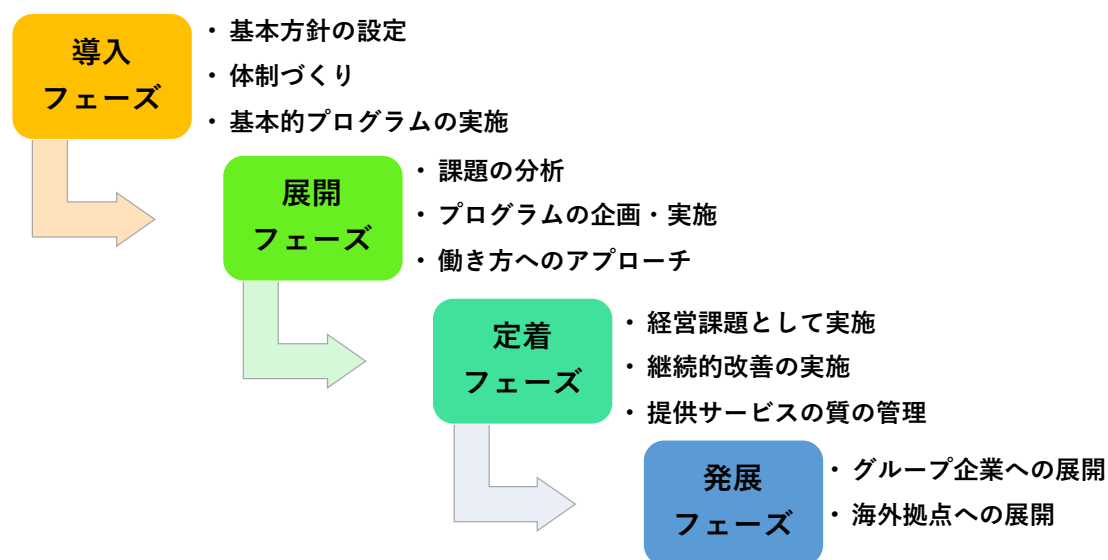 導入
フェーズ
・ 基本方針の設定
・ 体制づくり
・ 基本的プログラムの実施
展開
フェーズ
・ 課題の分析
・ プログラムの企画・実施
・ 働き方へのアプローチ
定着
フェーズ
・ 経営課題として実施
・ 継続的改善の実施
・ 提供サービスの質の管理
発展
フェーズ
・ グループ企業への展開
・ 海外拠点への展開